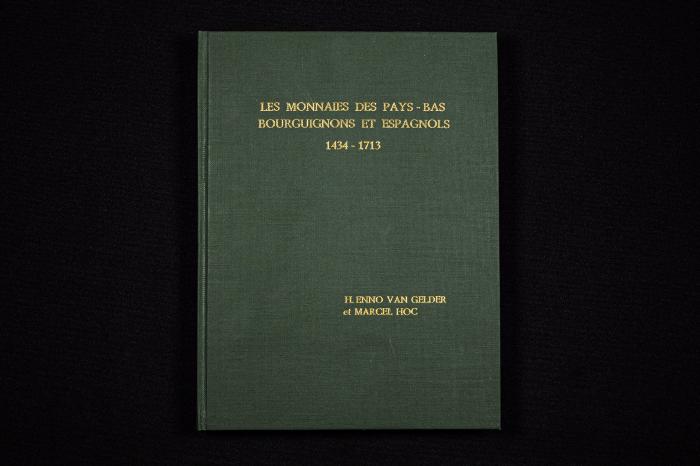 LES MONNAIES DES PAYS-BAS
BOURGUIGNONS ET ESPAGNOLS
1434-1713
H. ENNO VAN GELDER
et MARCEL HOC